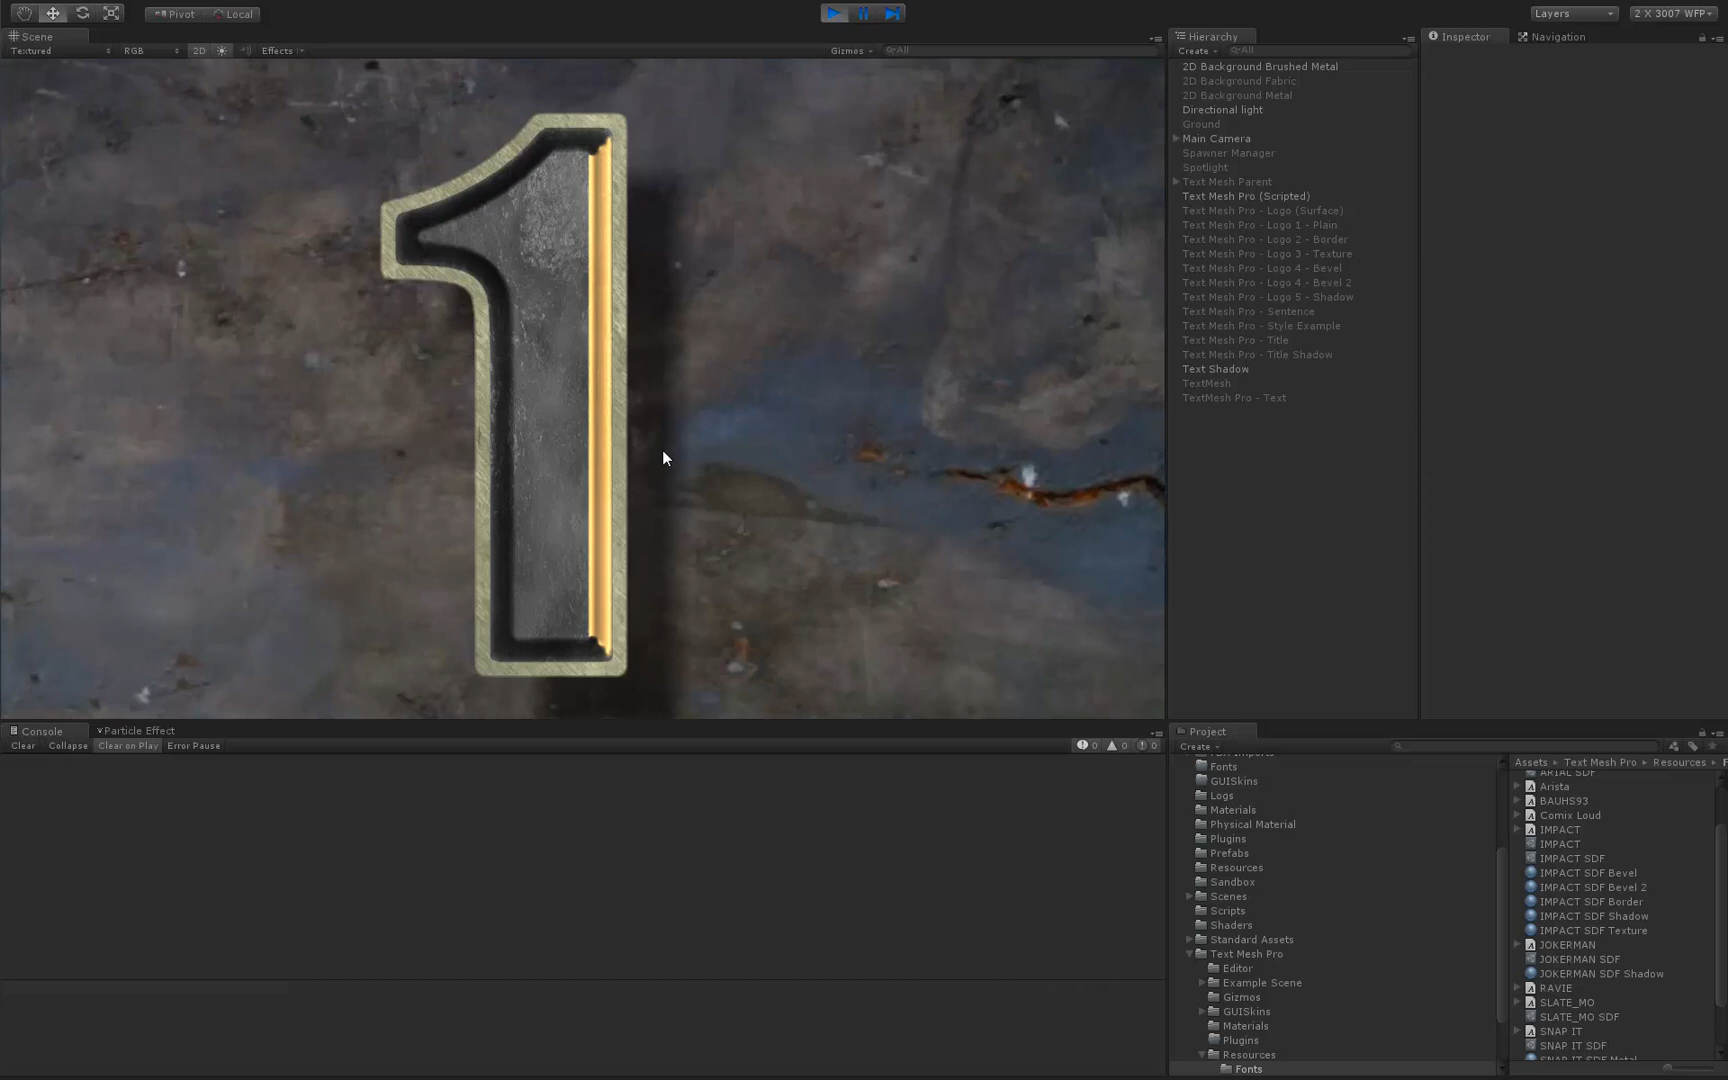 Pivot Local Layers 2 X 3007 WFP
Scene
Textured RGB 2D Effects Gizmos All
1
Hierarchy
Create All
2D Background Brushed Metal
2D Background Fabric
2D Background Metal
Directional light
Ground
Main Camera
Spawner Manager
Spotlight
Text Mesh Parent
Text Mesh Pro (Scripted)
Text Mesh Pro - Logo (Surface)
Text Mesh Pro - Logo 1 - Plain
Text Mesh Pro - Logo 2 - Border
Text Mesh Pro - Logo 3 - Texture
Text Mesh Pro - Logo 4 - Bevel
Text Mesh Pro - Logo 4 - Bevel 2
Text Mesh Pro - Logo 5 - Shadow
Text Mesh Pro - Sentence
Text Mesh Pro - Style Example
Text Mesh Pro - Title
Text Mesh Pro - Title Shadow
Text Shadow
TextMesh
TextMesh Pro - Text
Inspector Navigation
Console Particle Effect
Clear Collapse Clear on Play Error Pause 0 0 0
Project
Create
Fonts
GUISkins
Logs
Materials
Physical Material
Plugins
Prefabs
Resources
Sandbox
Scenes
Scripts
Shaders
Standard Assets
Text Mesh Pro
Editor
Example Scene
Gizmos
GUISkins
Materials
Plugins
Resources
Fonts
Assets Text Mesh Pro Resources
ARIAL SDF
Arista
BAUHS93
Comix Loud
IMPACT
IMPACT
IMPACT SDF
IMPACT SDF Bevel
IMPACT SDF Bevel 2
IMPACT SDF Border
IMPACT SDF Shadow
IMPACT SDF Texture
JOKERMAN
JOKERMAN SDF
JOKERMAN SDF Shadow
RAVIE
SLATE_MO
SLATE_MO SDF
SNAP IT
SNAP IT SDF
SNAP IT SDF Metal